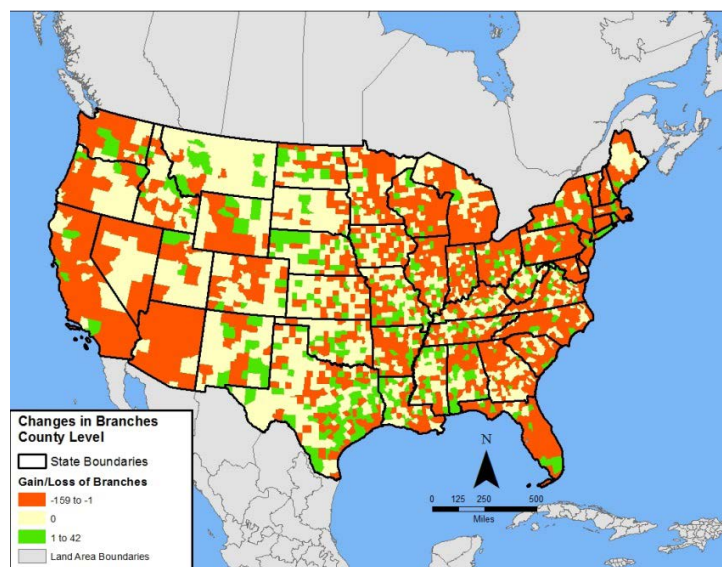 Changes in Branches
County Level
State Boundaries
Gain/Loss of Branches
-159 to -1
0
1 to 42
Land Area Boundaries
N
0 125 250 500
Miles